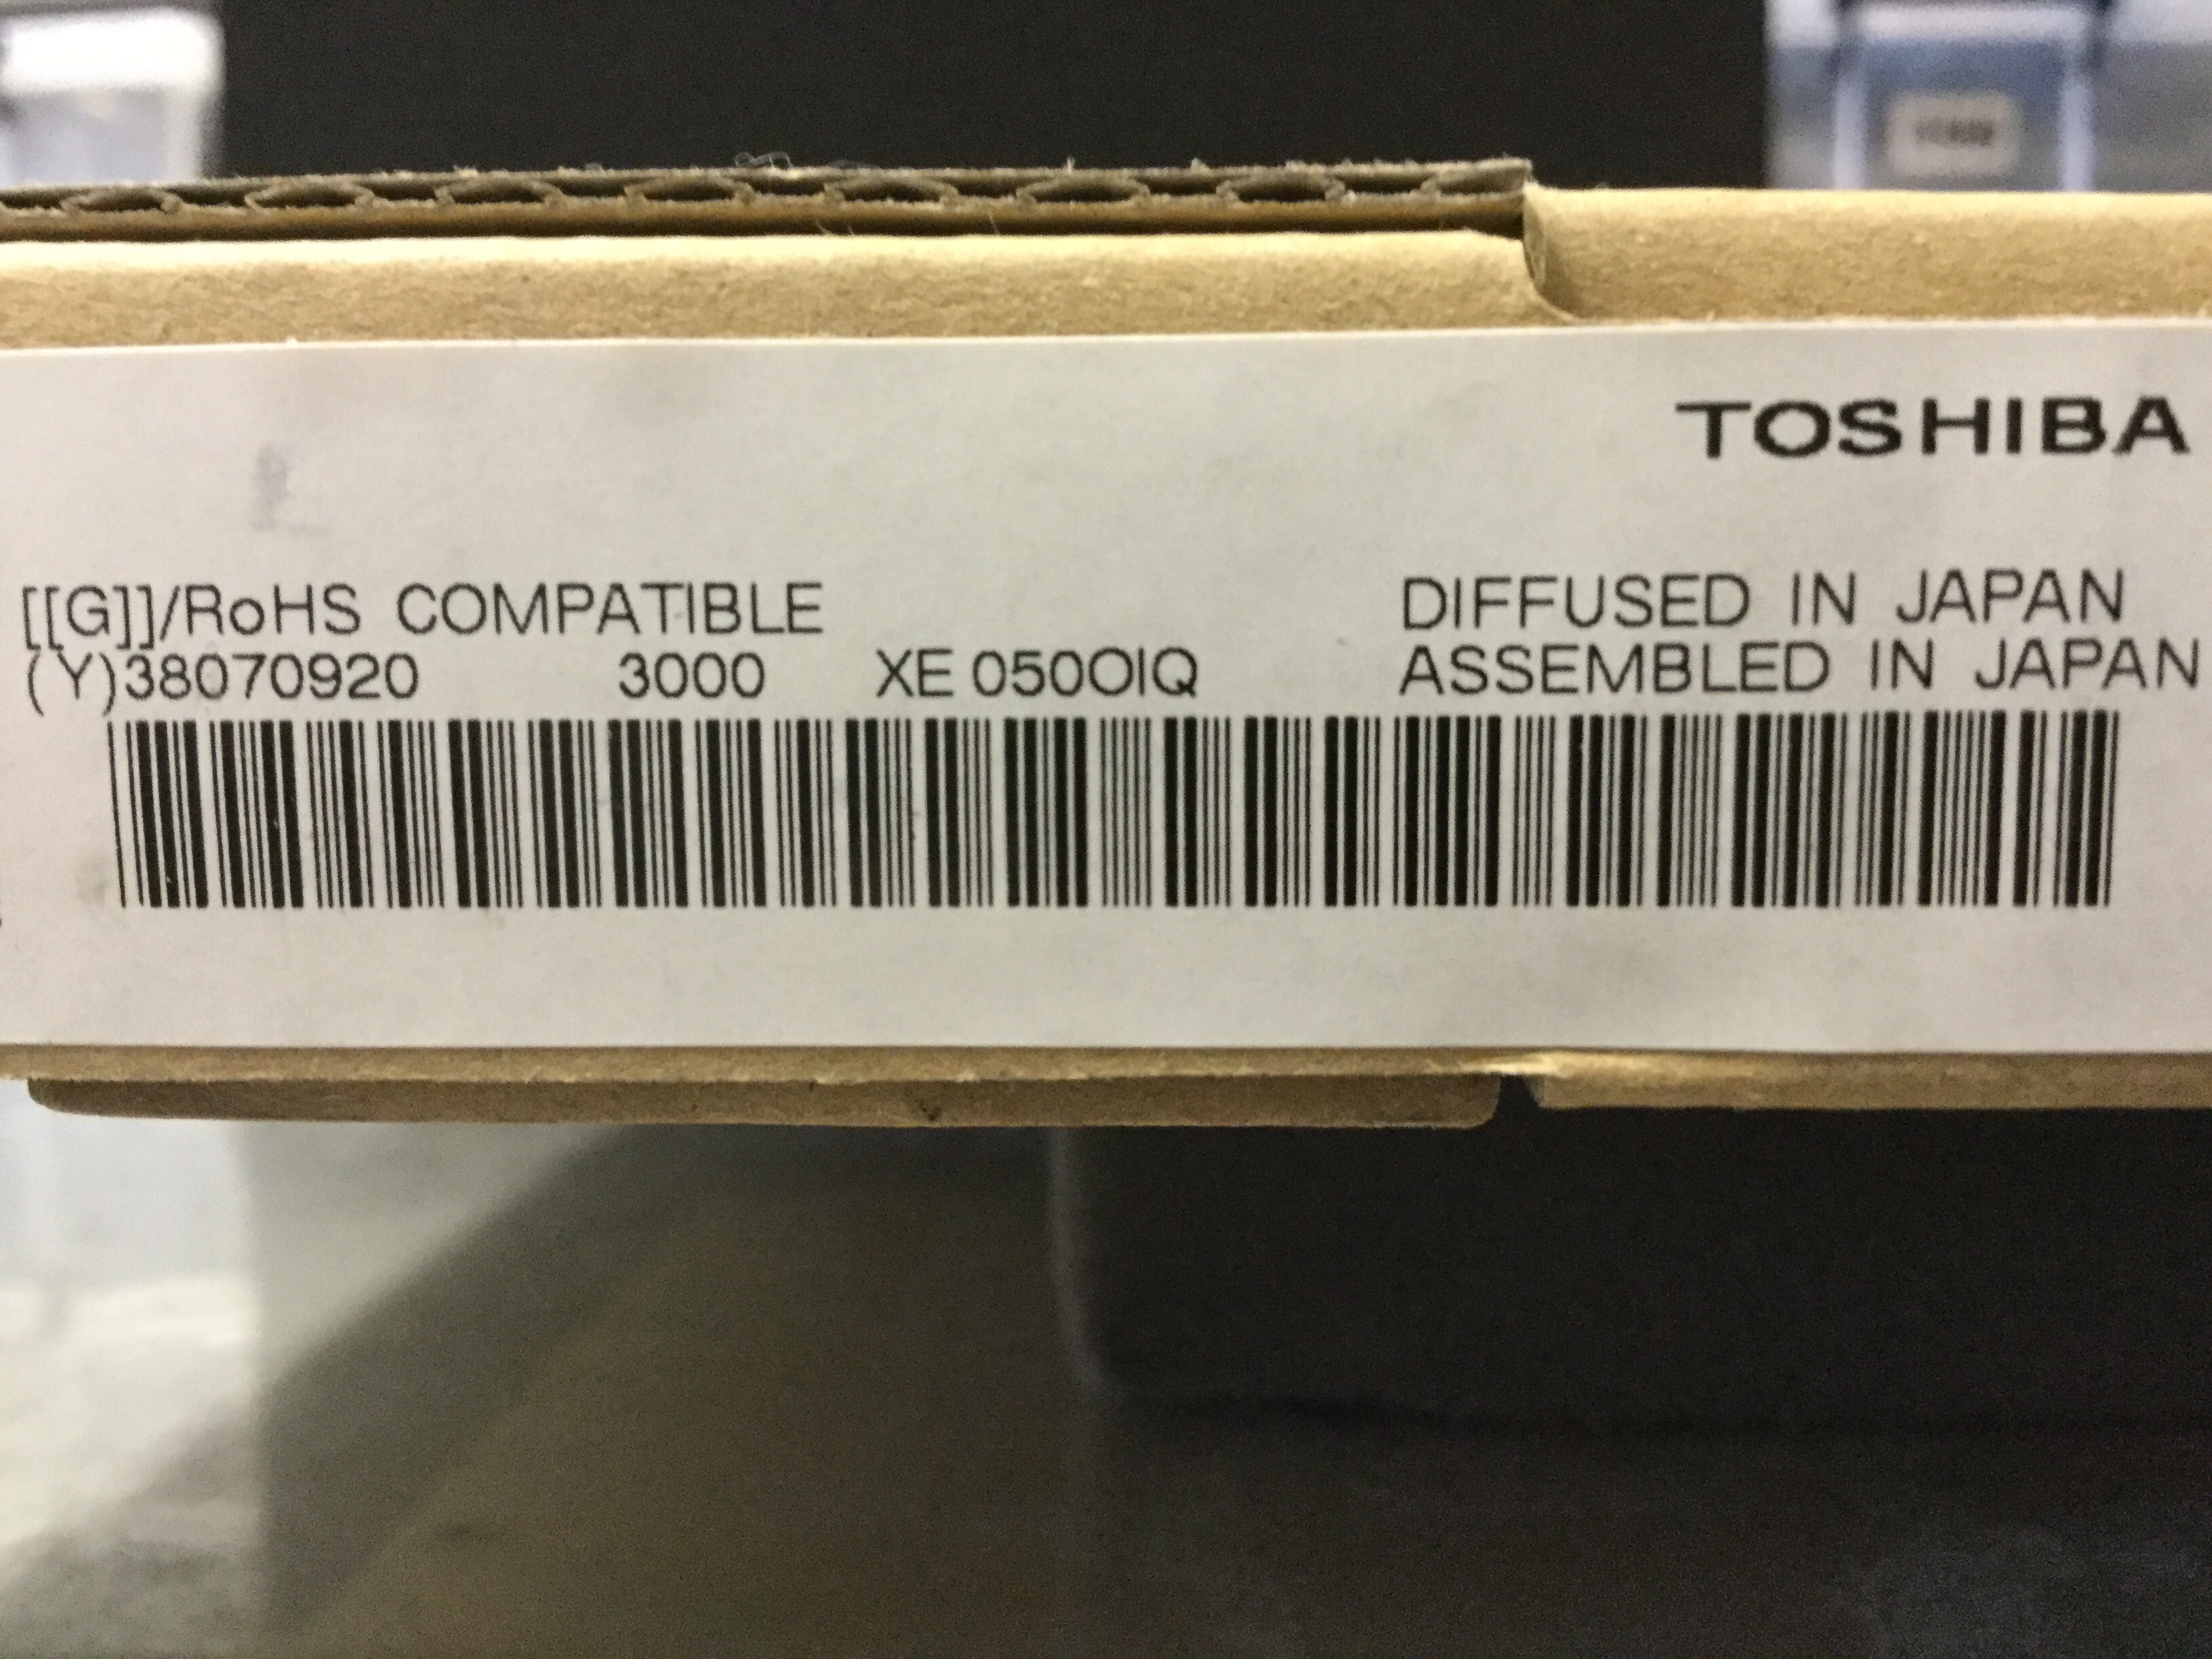 TOSHIBA
[[G]]/RoHS COMPATIBLE DIFFUSED IN JAPAN
(Y)38070920 3000 XE 050OIQ ASSEMBLED IN JAPAN